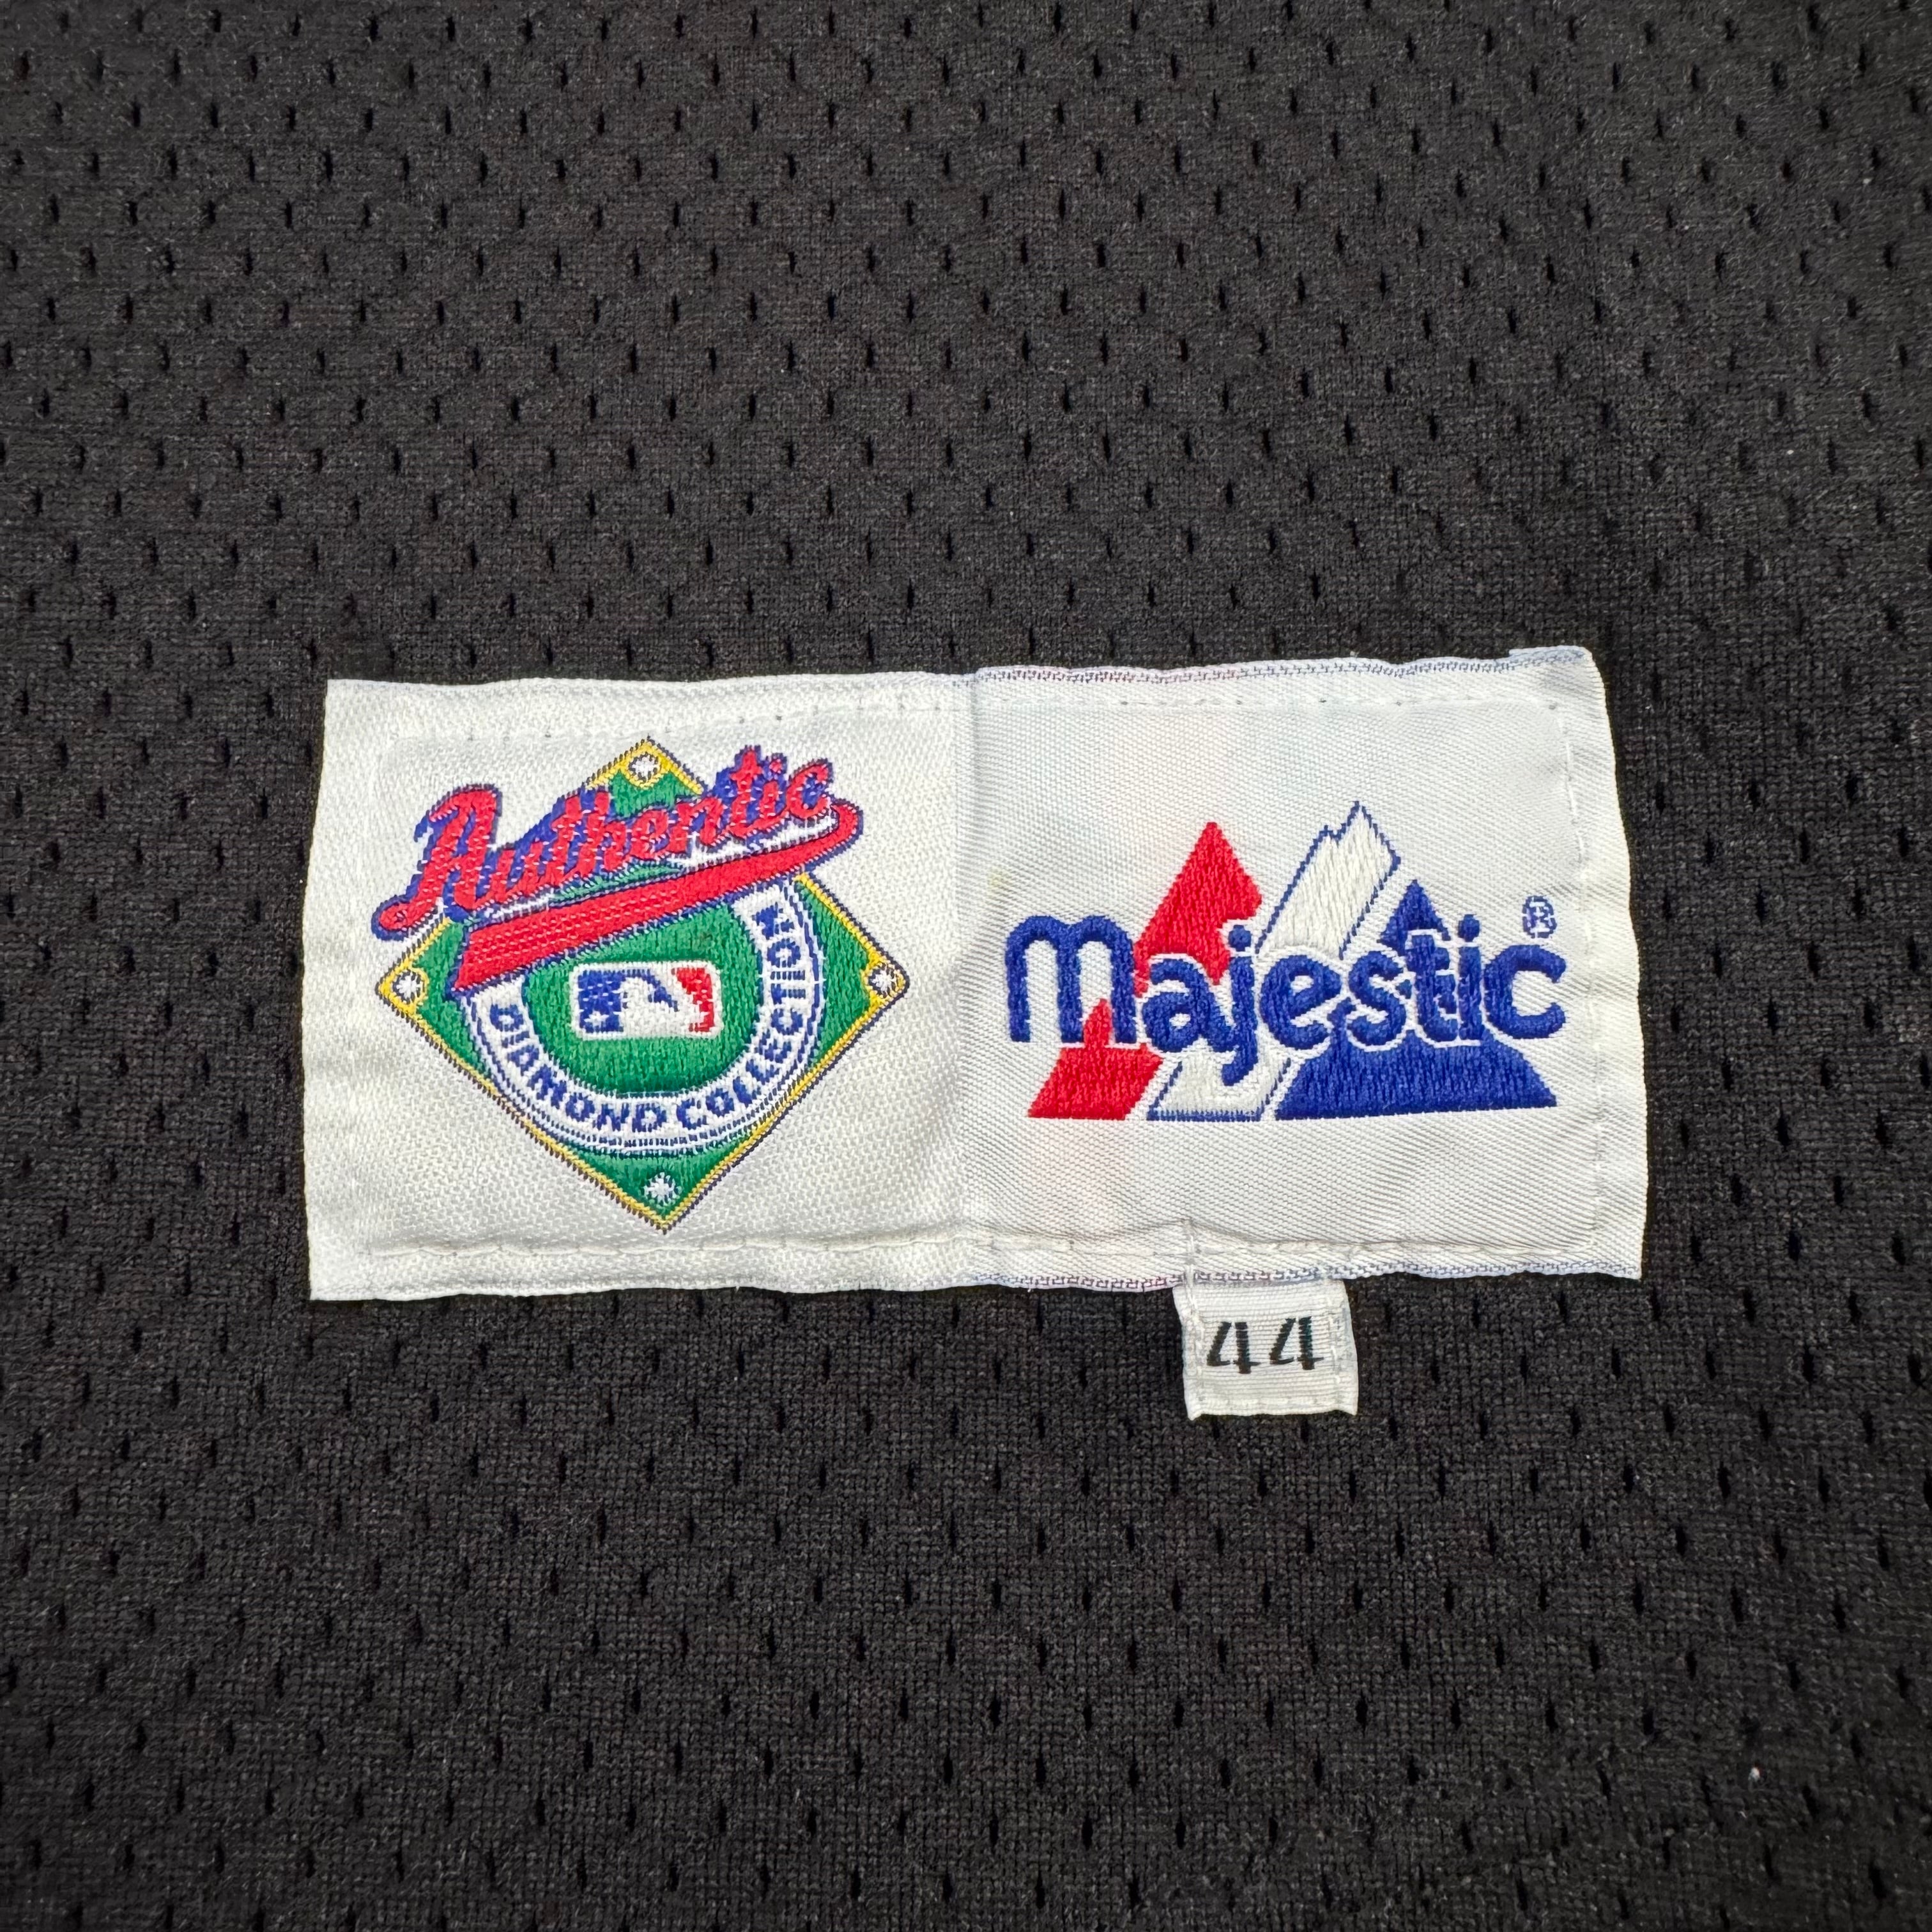 Authentic
DIAMOND COLLECTION
majestic®
44